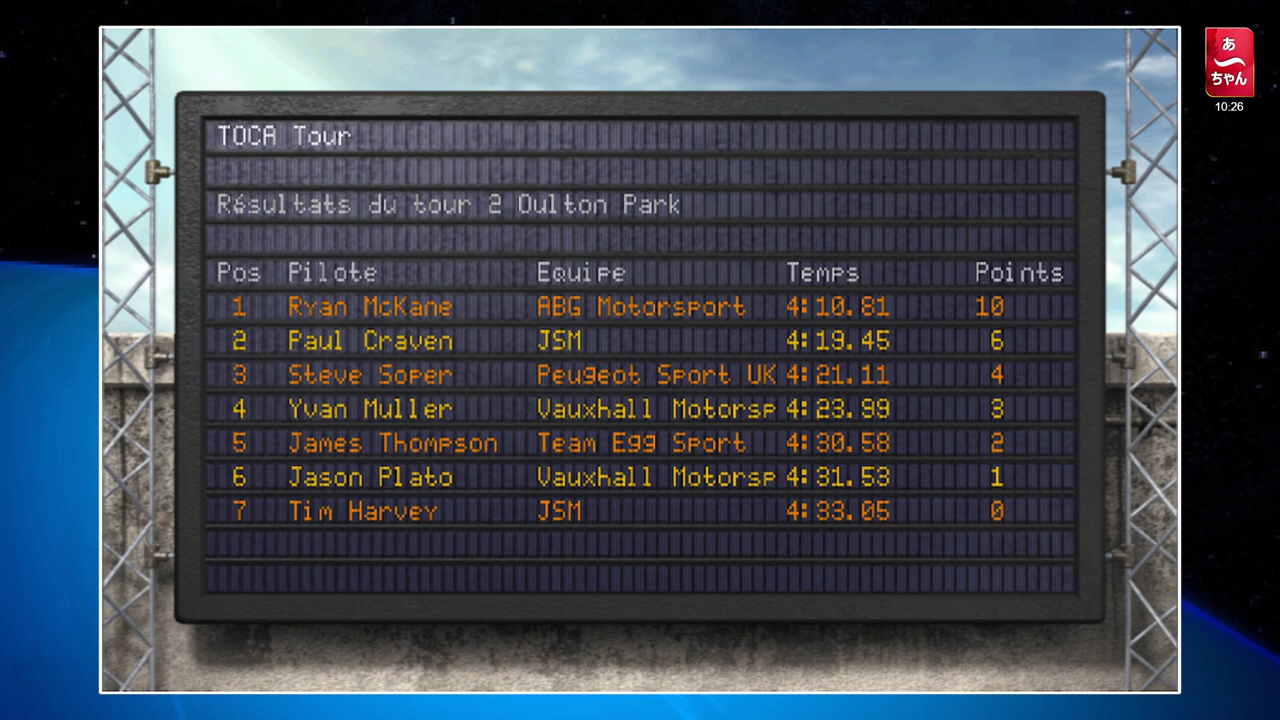 あーちゃん
10:26
TOCA Tour
Résultats du tour 2 Oulton Park
Pos Pilote Equipe Temps Points
1 Ryan McKane ABG Motorsport 4:10.81 10
2 Paul Craven JSM 4:19.45 6
3 Steve Soper Peugeot Sport UK 4:21.11 4
4 Yvan Muller Vauxhall Motorsp 4:23.99 3
5 James Thompson Team Egg Sport 4:30.58 2
6 Jason Plato Vauxhall Motorsp 4:31.53 1
7 Tim Harvey JSM 4:33.05 0